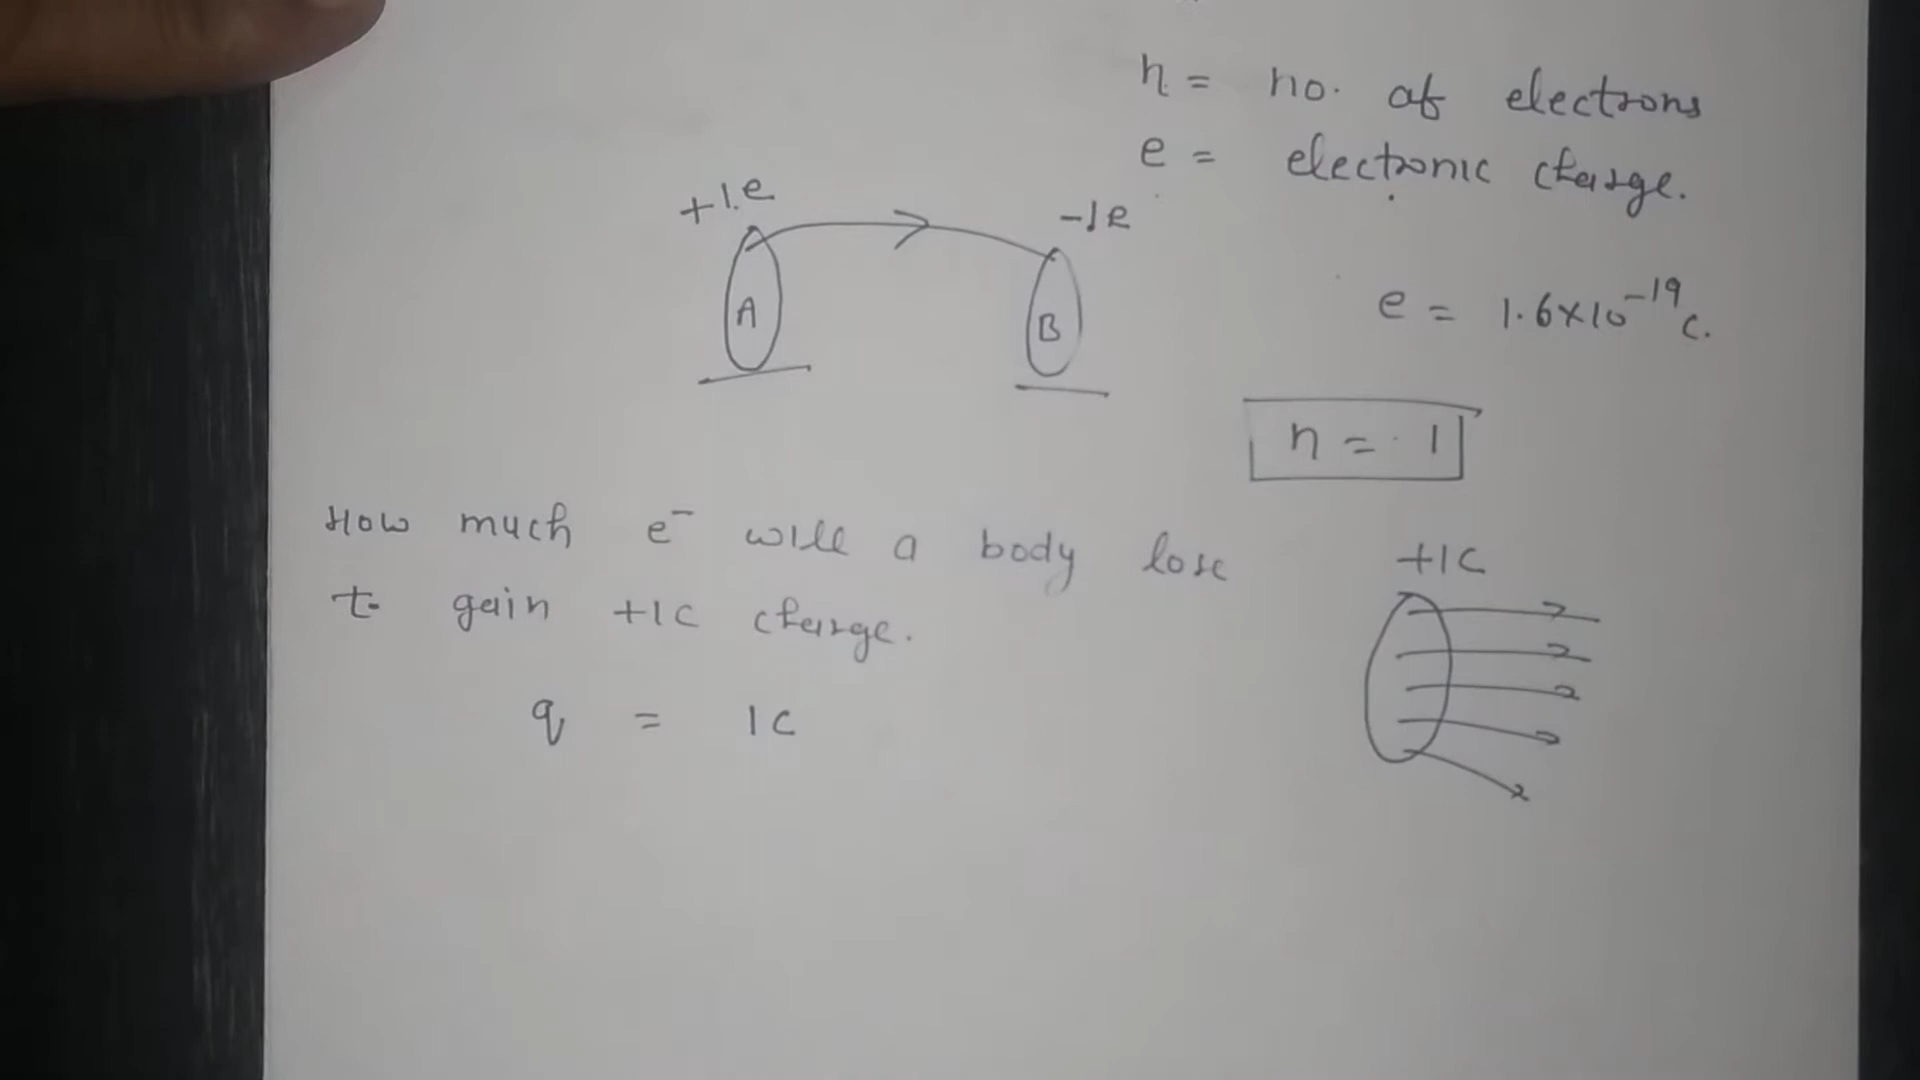 n = no. of electrons
e = electronic charge.
+1.e
-1e
A
B
e = 1.6×10⁻¹⁹ C.
n = 1
How much e⁻ will a body lose
to gain +1C charge.
+1C
q = 1C